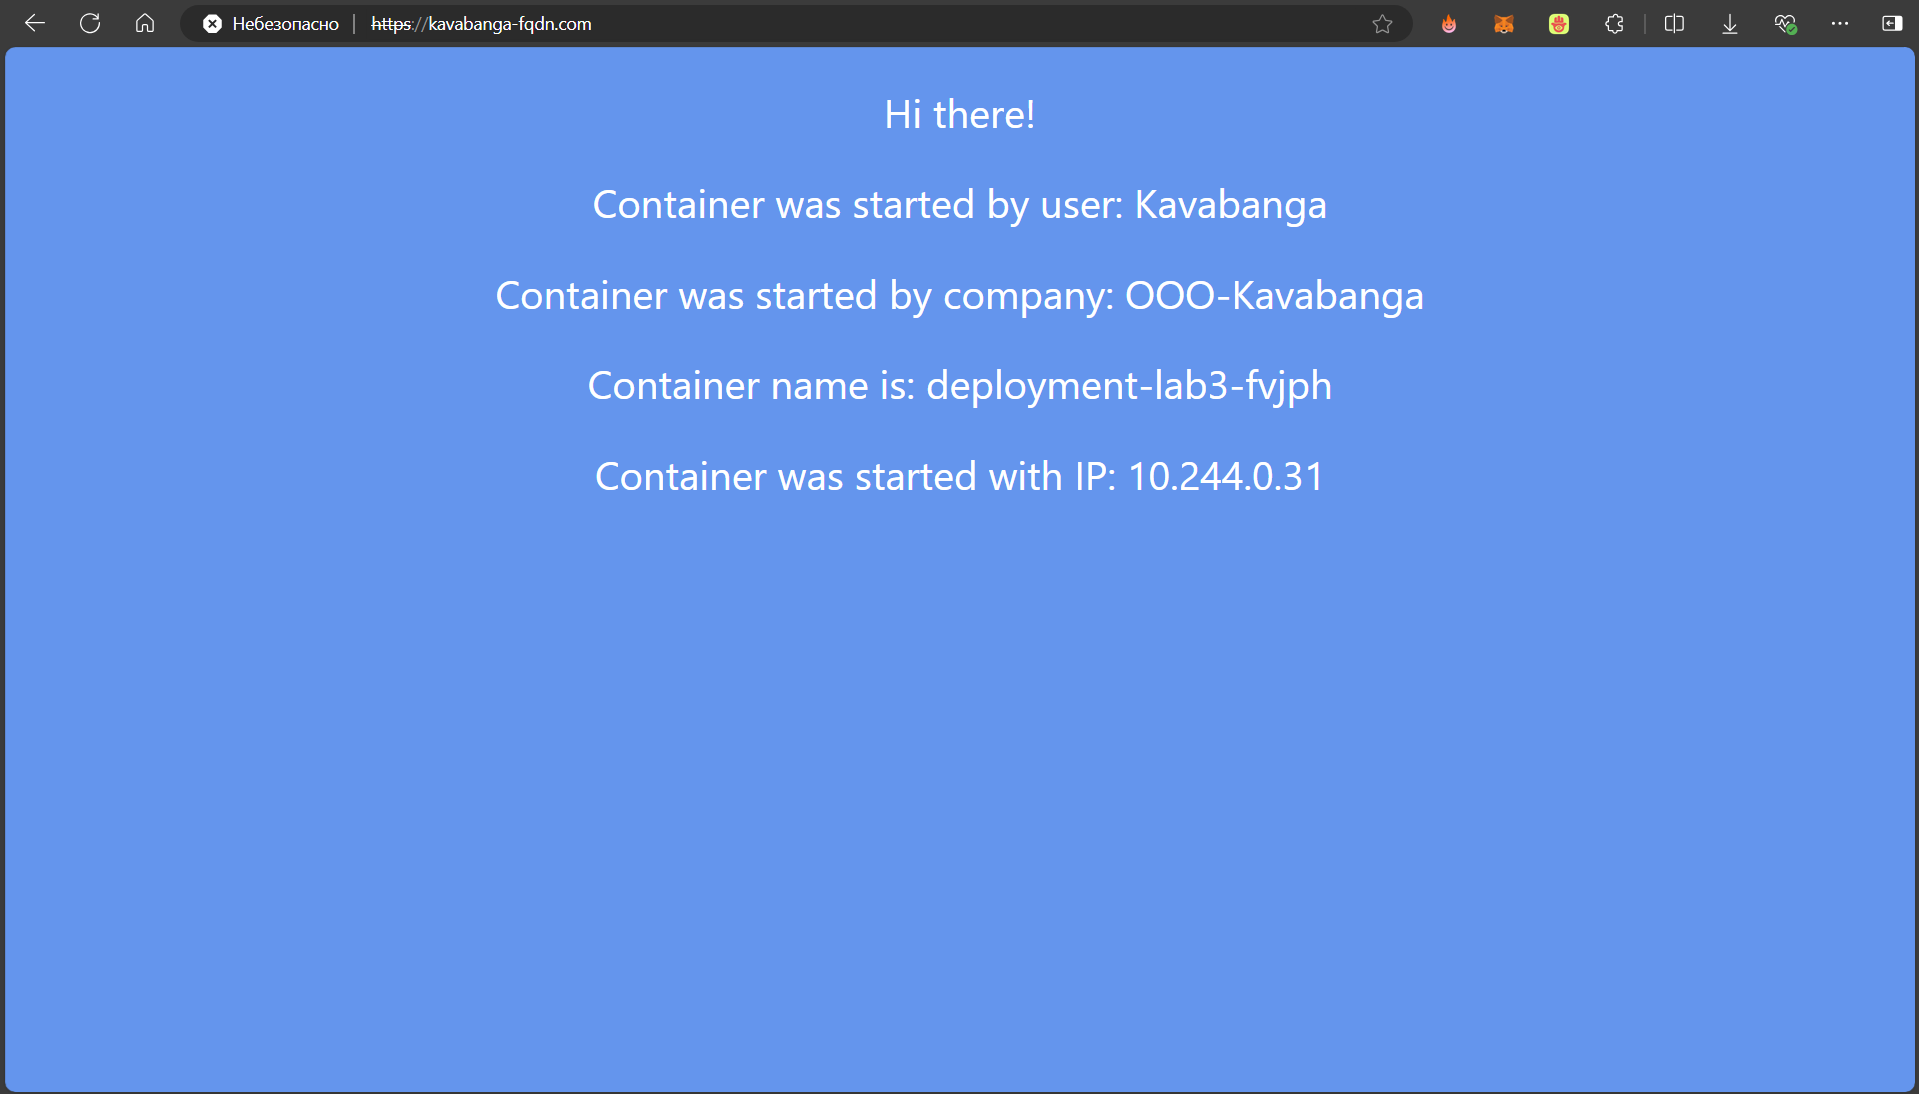 Небезопасно https://kavabanga-fqdn.com
Hi there!
Container was started by user: Kavabanga
Container was started by company: OOO-Kavabanga
Container name is: deployment-lab3-fvjph
Container was started with IP: 10.244.0.31